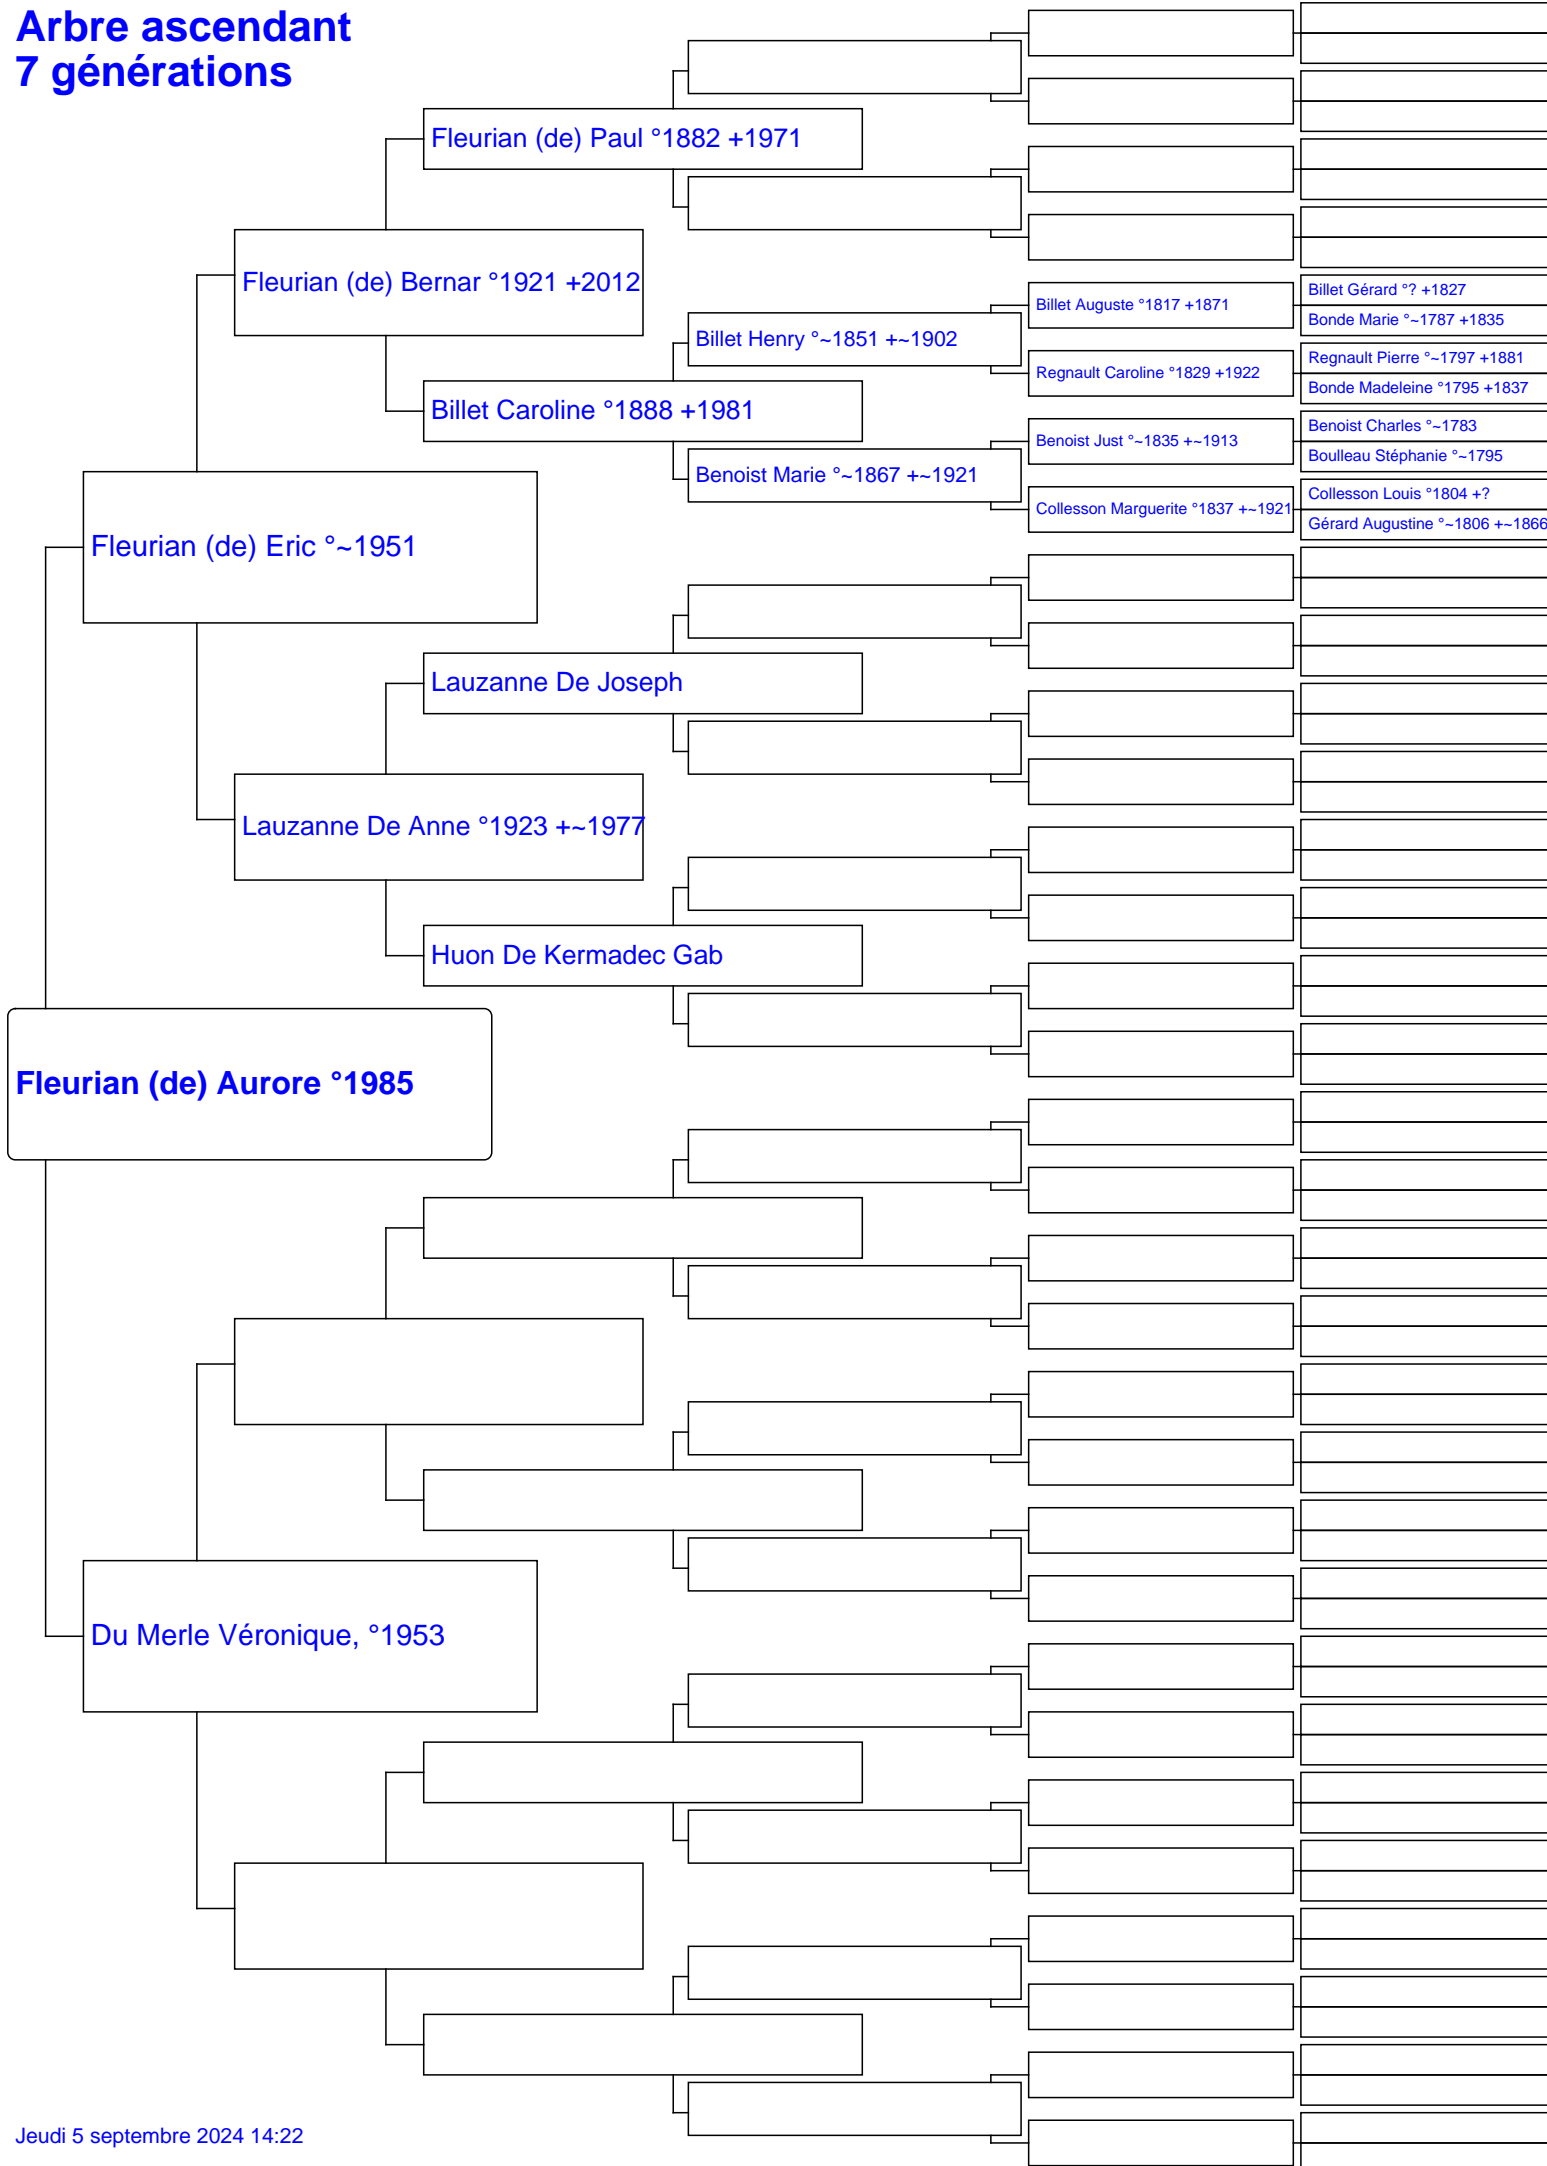 Arbre ascendant
7 générations
Fleurian (de) Paul °1882 +1971
Fleurian (de) Bernar °1921 +2012
Billet Gérard °? +1827
Billet Auguste °1817 +1871
Bonde Marie °~1787 +1835
Billet Henry °~1851 +~1902
Regnault Pierre °~1797 +1881
Regnault Caroline °1829 +1922
Bonde Madeleine °1795 +1837
Billet Caroline °1888 +1981
Benoist Charles °~1783
Benoist Just °~1835 +~1913
Boulleau Stéphanie °~1795
Benoist Marie °~1867 +~1921
Collesson Louis °1804 +?
Collesson Marguerite °1837 +~1921
Gérard Augustine °~1806 +~1866
Fleurian (de) Eric °~1951
Lauzanne De Joseph
Lauzanne De Anne °1923 +~1977
Huon De Kermadec Gab
Fleurian (de) Aurore °1985
Du Merle Véronique, °1953
Jeudi 5 septembre 2024 14:22